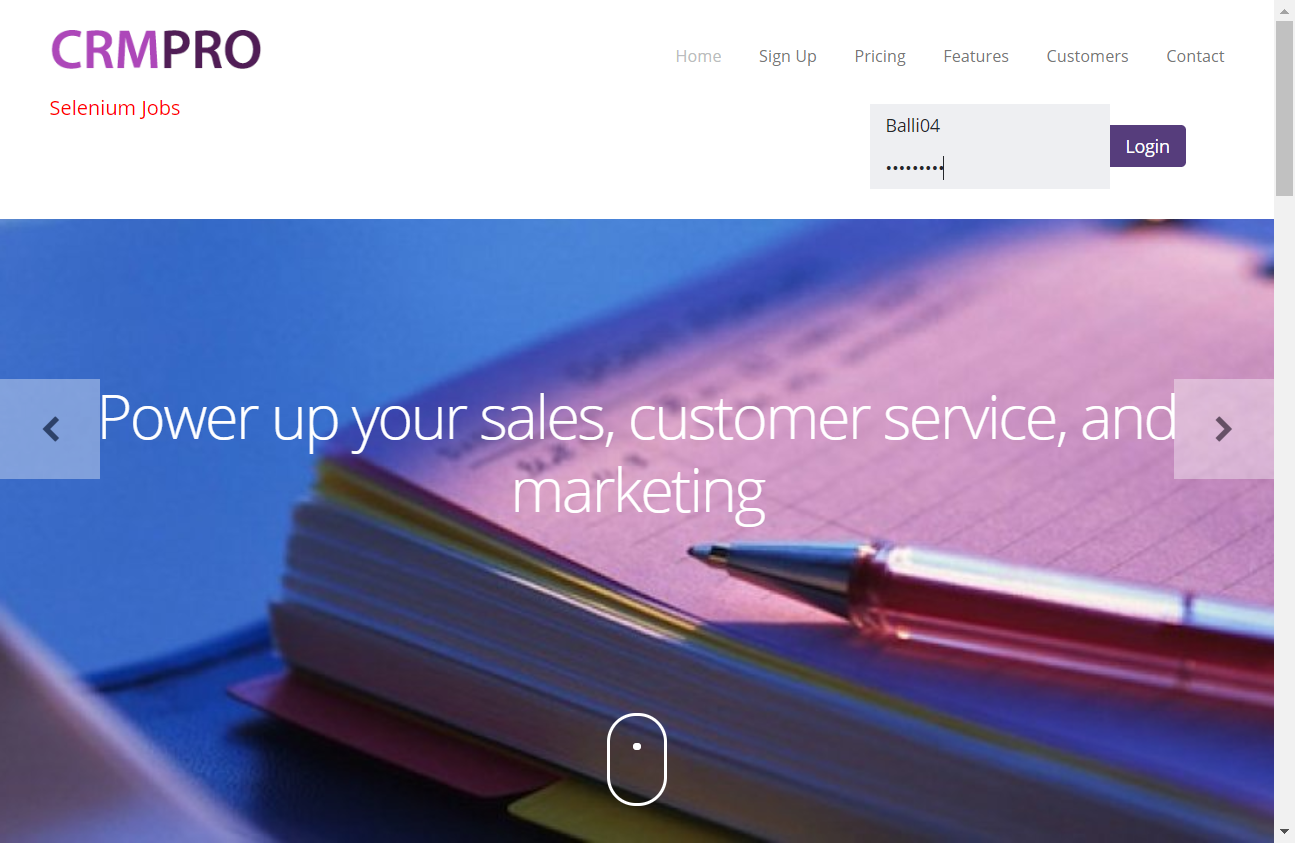 CRMPRO
Home Sign Up Pricing Features Customers Contact
Selenium Jobs
Balli04
•••••••••
Login
Power up your sales, customer service, and
marketing